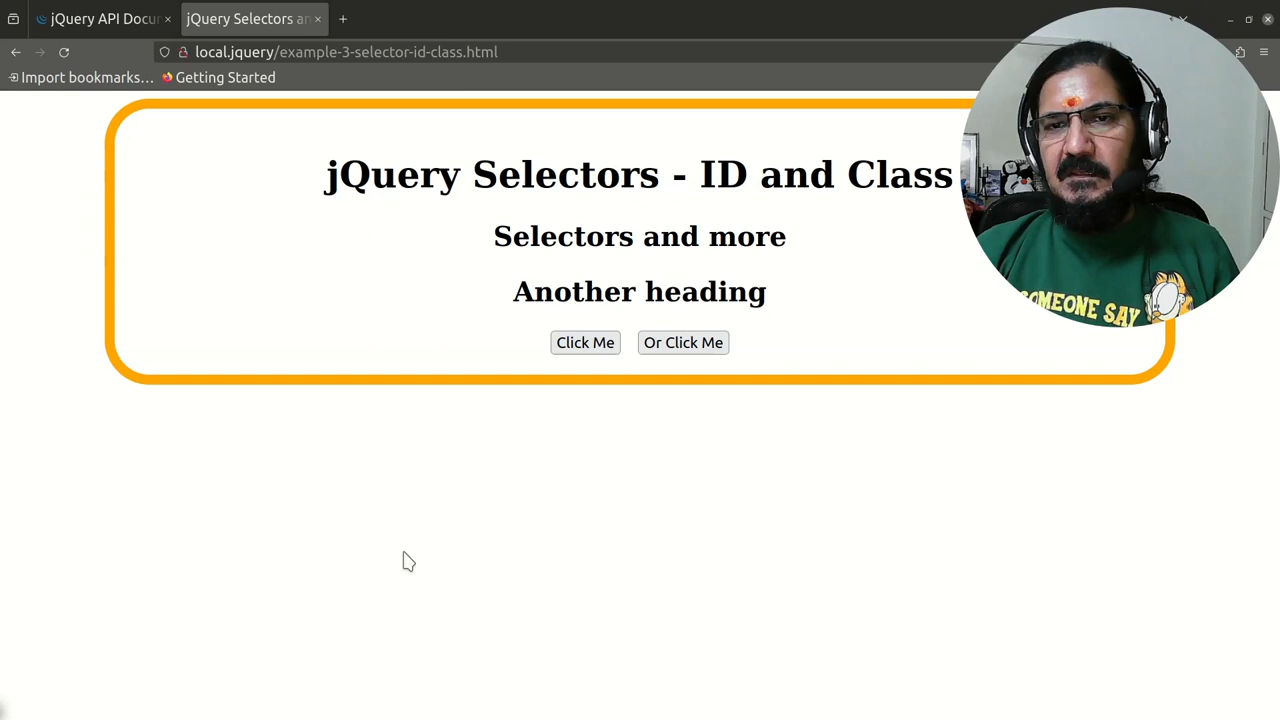 jQuery API Docu
jQuery Selectors an
local.jquery/example-3-selector-id-class.html
Import bookmarks…
Getting Started
jQuery Selectors - ID and Class
Selectors and more
Another heading
Click Me
Or Click Me
SOMEONE SAY